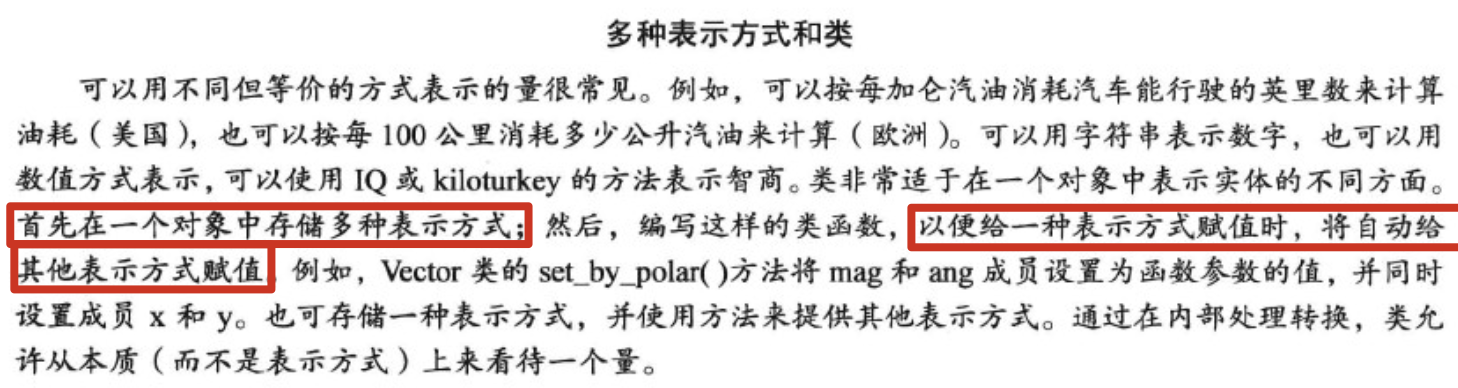 多种表示方式和类
可以用不同但等价的方式表示的量很常见。例如，可以按每加仑汽油消耗汽车能行驶的英里数来计算
油耗（美国），也可以按每 100 公里消耗多少公升汽油来计算（欧洲）。可以用字符串表示数字，也可以用
数值方式表示，可以使用 IQ 或 kiloturkey 的方法表示智商。类非常适于在一个对象中表示实体的不同方面。
首先在一个对象中存储多种表示方式；然后，编写这样的类函数，以便给一种表示方式赋值时，将自动给
其他表示方式赋值 例如，Vector 类的 set_by_polar( )方法将 mag 和 ang 成员设置为函数参数的值，并同时
设置成员 x 和 y。也可存储一种表示方式，并使用方法来提供其他表示方式。通过在内部处理转换，类允
许从本质（而不是表示方式）上来看待一个量。